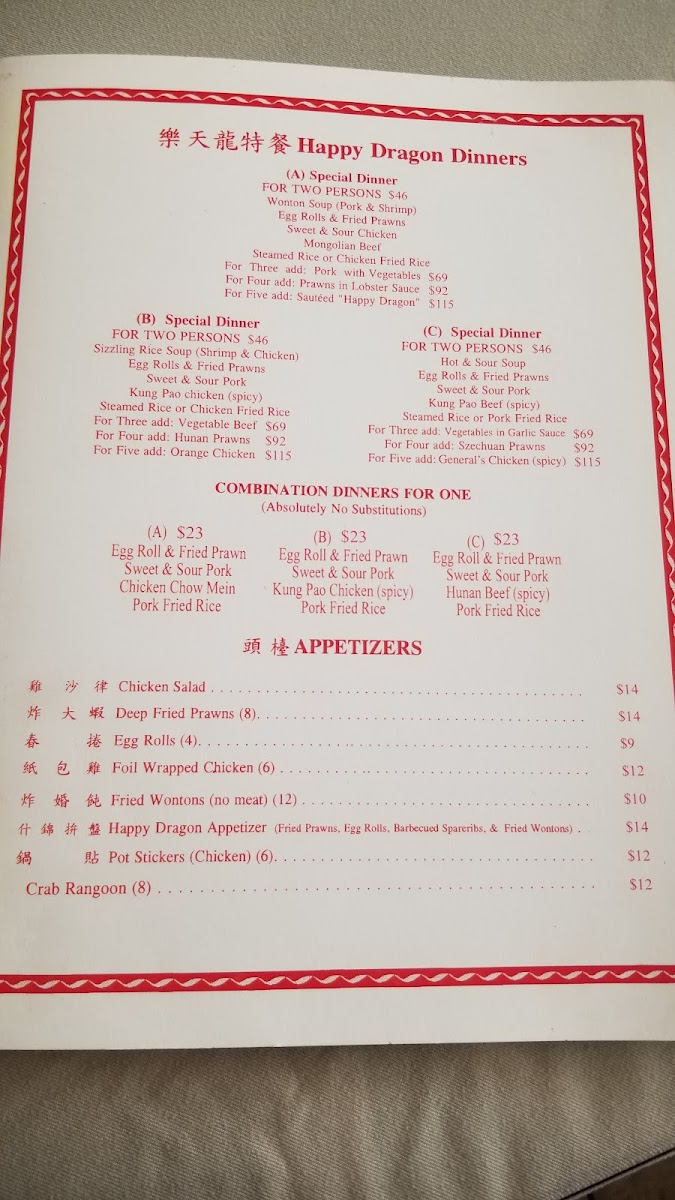 樂天龍特餐 Happy Dragon Dinners
(A) Special Dinner
FOR TWO PERSONS $46
Wonton Soup (Pork & Shrimp)
Egg Rolls & Fried Prawns
Sweet & Sour Chicken
Mongolian Beef
Steamed Rice or Chicken Fried Rice
For Three add: Pork with Vegetables $69
For Four add: Prawns in Lobster Sauce $92
For Five add: Sautéed "Happy Dragon" $115
(B) Special Dinner
FOR TWO PERSONS $46
Sizzling Rice Soup (Shrimp & Chicken)
Egg Rolls & Fried Prawns
Sweet & Sour Pork
Kung Pao chicken (spicy)
Steamed Rice or Chicken Fried Rice
For Three add: Vegetable Beef $69
For Four add: Hunan Prawns $92
For Five add: Orange Chicken $115
(C) Special Dinner
FOR TWO PERSONS $46
Hot & Sour Soup
Egg Rolls & Fried Prawns
Sweet & Sour Pork
Kung Pao Beef (spicy)
Steamed Rice or Pork Fried Rice
For Three add: Vegetables in Garlic Sauce $69
For Four add: Szechuan Prawns $92
For Five add: General's Chicken (spicy) $115
COMBINATION DINNERS FOR ONE
(Absolutely No Substitutions)
(A) $23
Egg Roll & Fried Prawn
Sweet & Sour Pork
Chicken Chow Mein
Pork Fried Rice
(B) $23
Egg Roll & Fried Prawn
Sweet & Sour Pork
Kung Pao Chicken (spicy)
Pork Fried Rice
(C) $23
Egg Roll & Fried Prawn
Sweet & Sour Pork
Hunan Beef (spicy)
Pork Fried Rice
頭檯 APPETIZERS
雞沙律 Chicken Salad $14
炸大蝦 Deep Fried Prawns (8) $14
春捲 Egg Rolls (4) $9
紙包雞 Foil Wrapped Chicken (6) $12
炸婚飩 Fried Wontons (no meat) (12) $10
什錦拚盤 Happy Dragon Appetizer (Fried Prawns, Egg Rolls, Barbecued Spareribs, & Fried Wontons) $14
鍋貼 Pot Stickers (Chicken) (6) $12
Crab Rangoon (8) $12